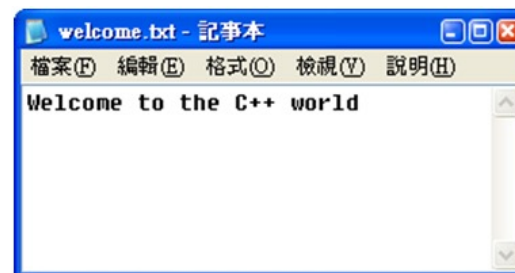 welcome.txt - 記事本
檔案(F) 編輯(E) 格式(O) 檢視(V) 說明(H)
Welcome to the C++ world